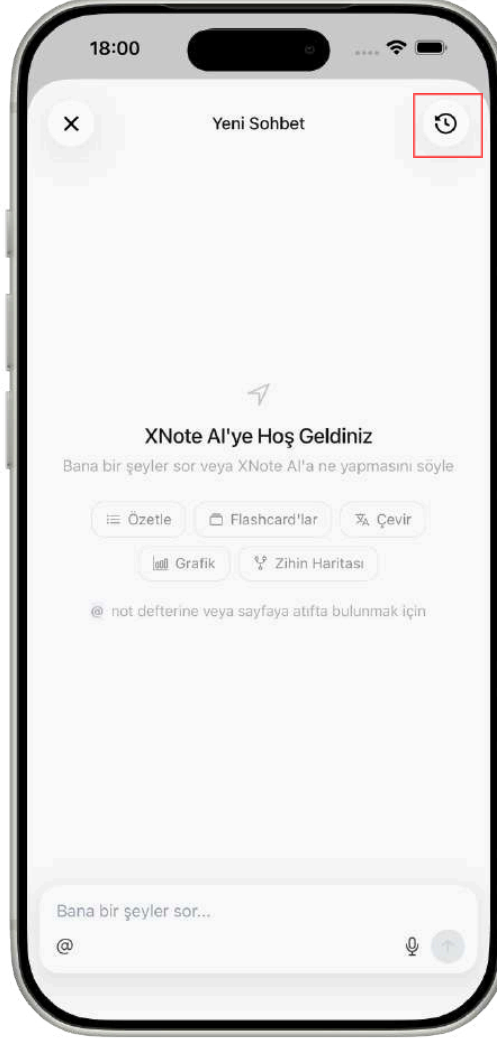 18:00
Yeni Sohbet
XNote AI'ye Hoş Geldiniz
Bana bir şeyler sor veya XNote AI'a ne yapmasını söyle
Özetle Flashcard'lar Çevir
Grafik Zihin Haritası
@ not defterine veya sayfaya atıfta bulunmak için
Bana bir şeyler sor...
@